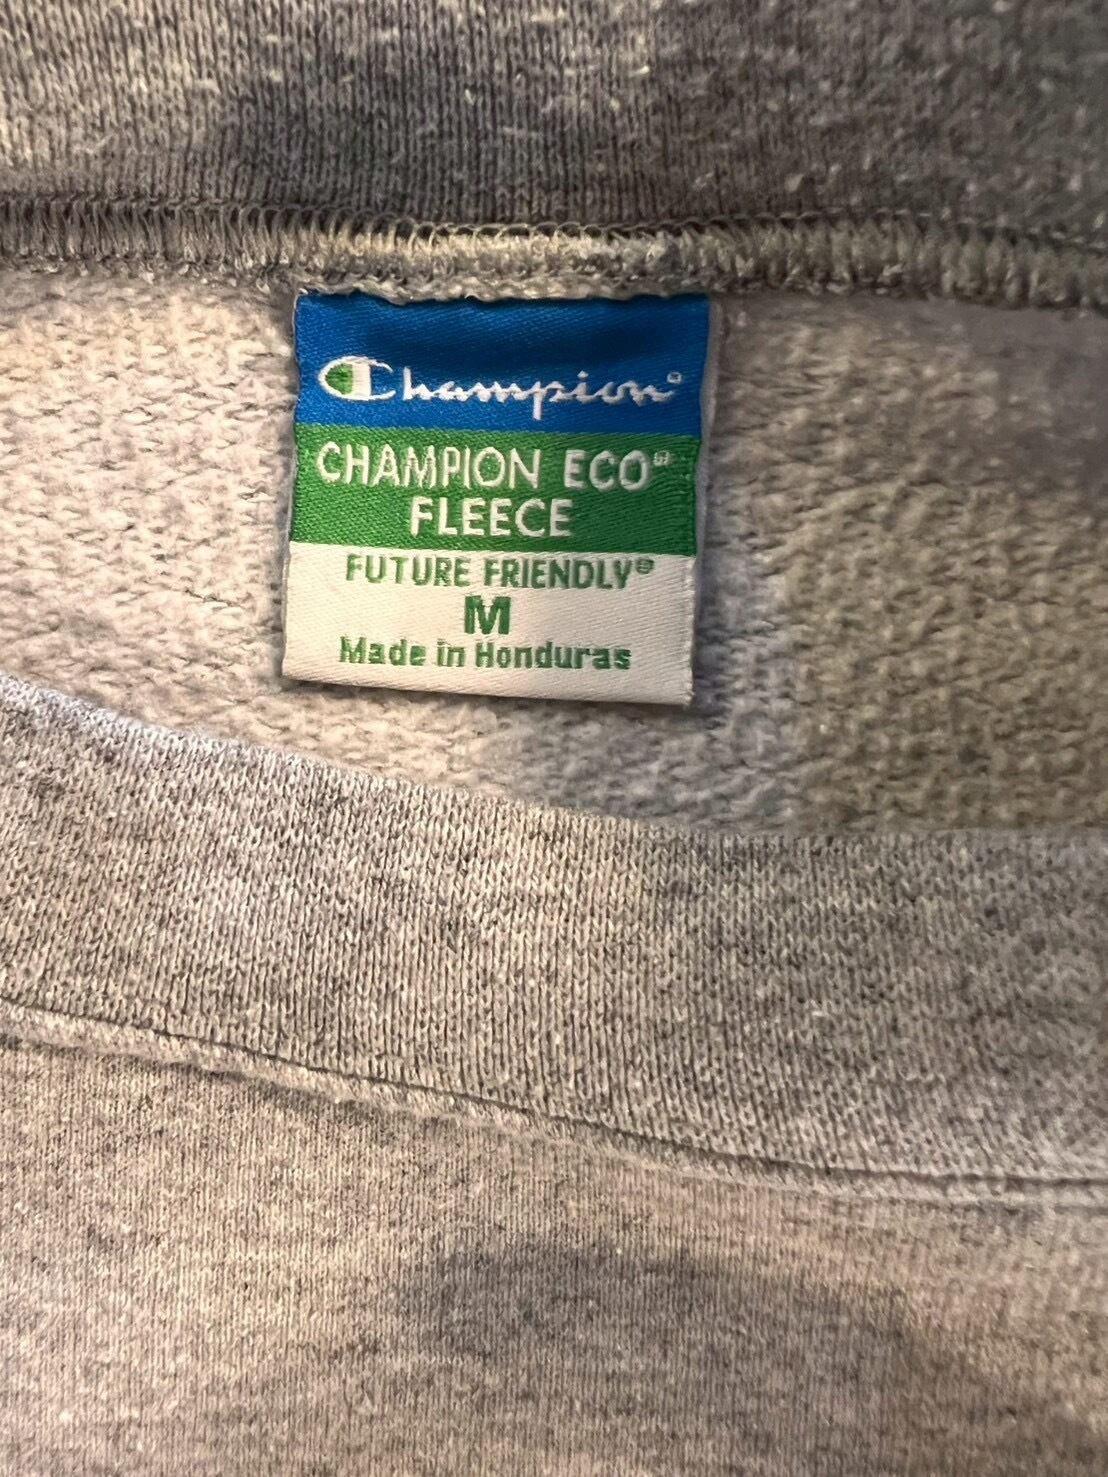 Champion®
CHAMPION ECO®
FLEECE
FUTURE FRIENDLY®
M
Made in Honduras